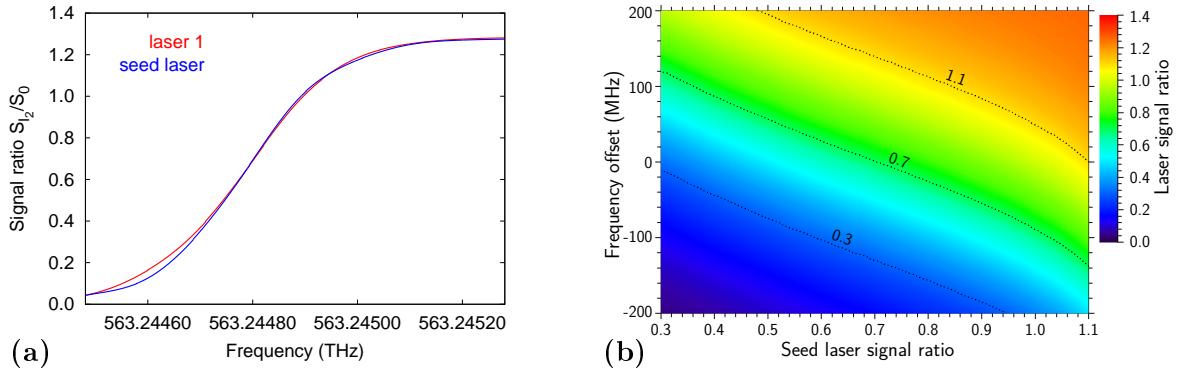 1.4
1.2
1.0
0.8
0.6
0.4
0.2
0.0
Signal ratio S_I₂/S₀
laser 1
seed laser
563.24460 563.24480 563.24500 563.24520
Frequency (THz)
(a)
200
100
0
-100
-200
Frequency offset (MHz)
1.1
0.7
0.3
0.3 0.4 0.5 0.6 0.7 0.8 0.9 1.0 1.1
Seed laser signal ratio
(b)
1.4
1.2
1.0
0.8
0.6
0.4
0.2
0.0
Laser signal ratio